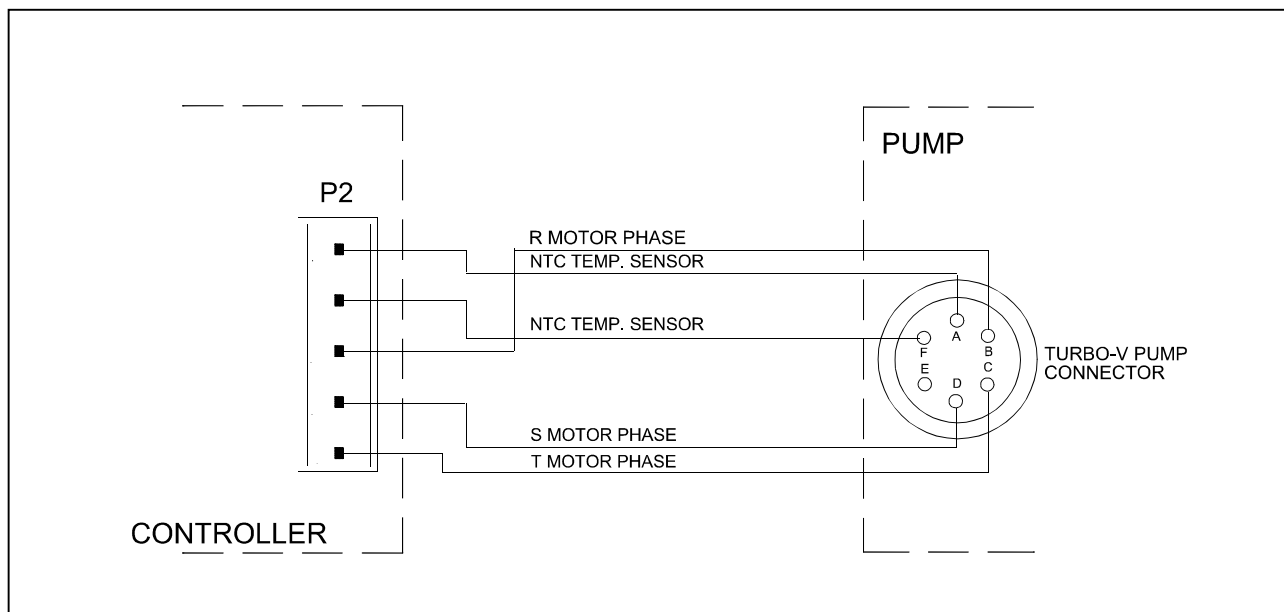 PUMP
P2
R MOTOR PHASE
NTC TEMP. SENSOR
NTC TEMP. SENSOR
A
F
B
E
D
C
TURBO-V PUMP
CONNECTOR
S MOTOR PHASE
T MOTOR PHASE
CONTROLLER